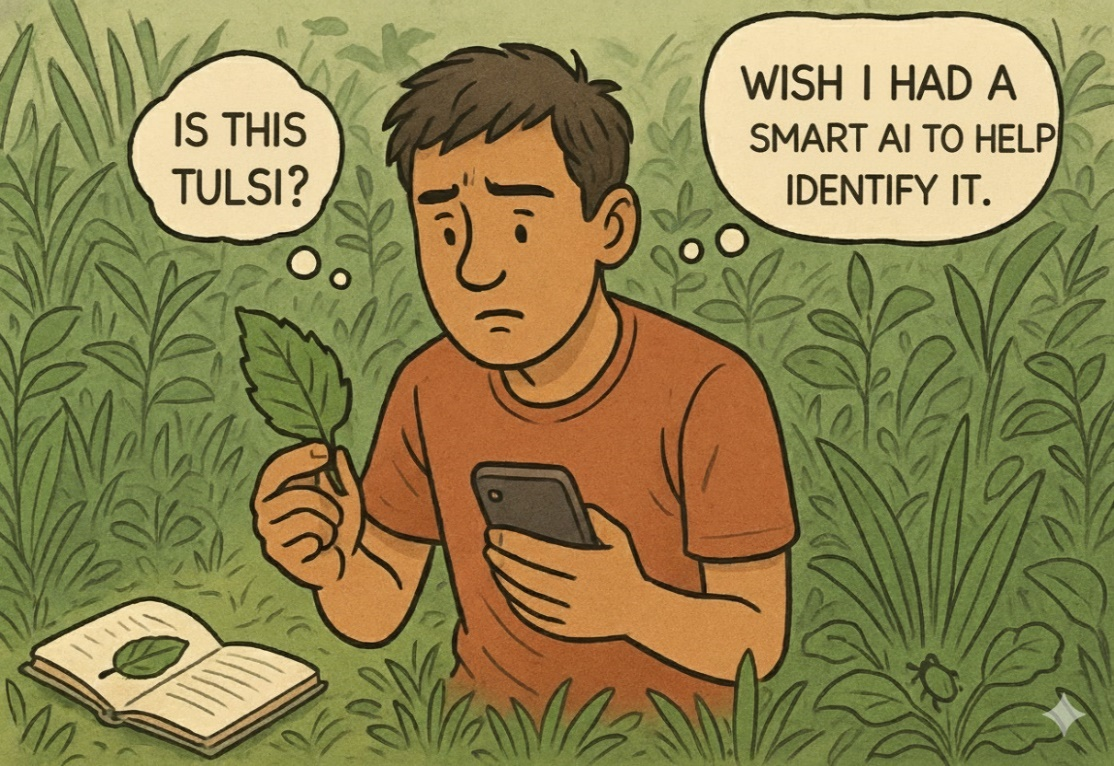 IS THIS
TULSI?
WISH I HAD A
SMART AI TO HELP
IDENTIFY IT.